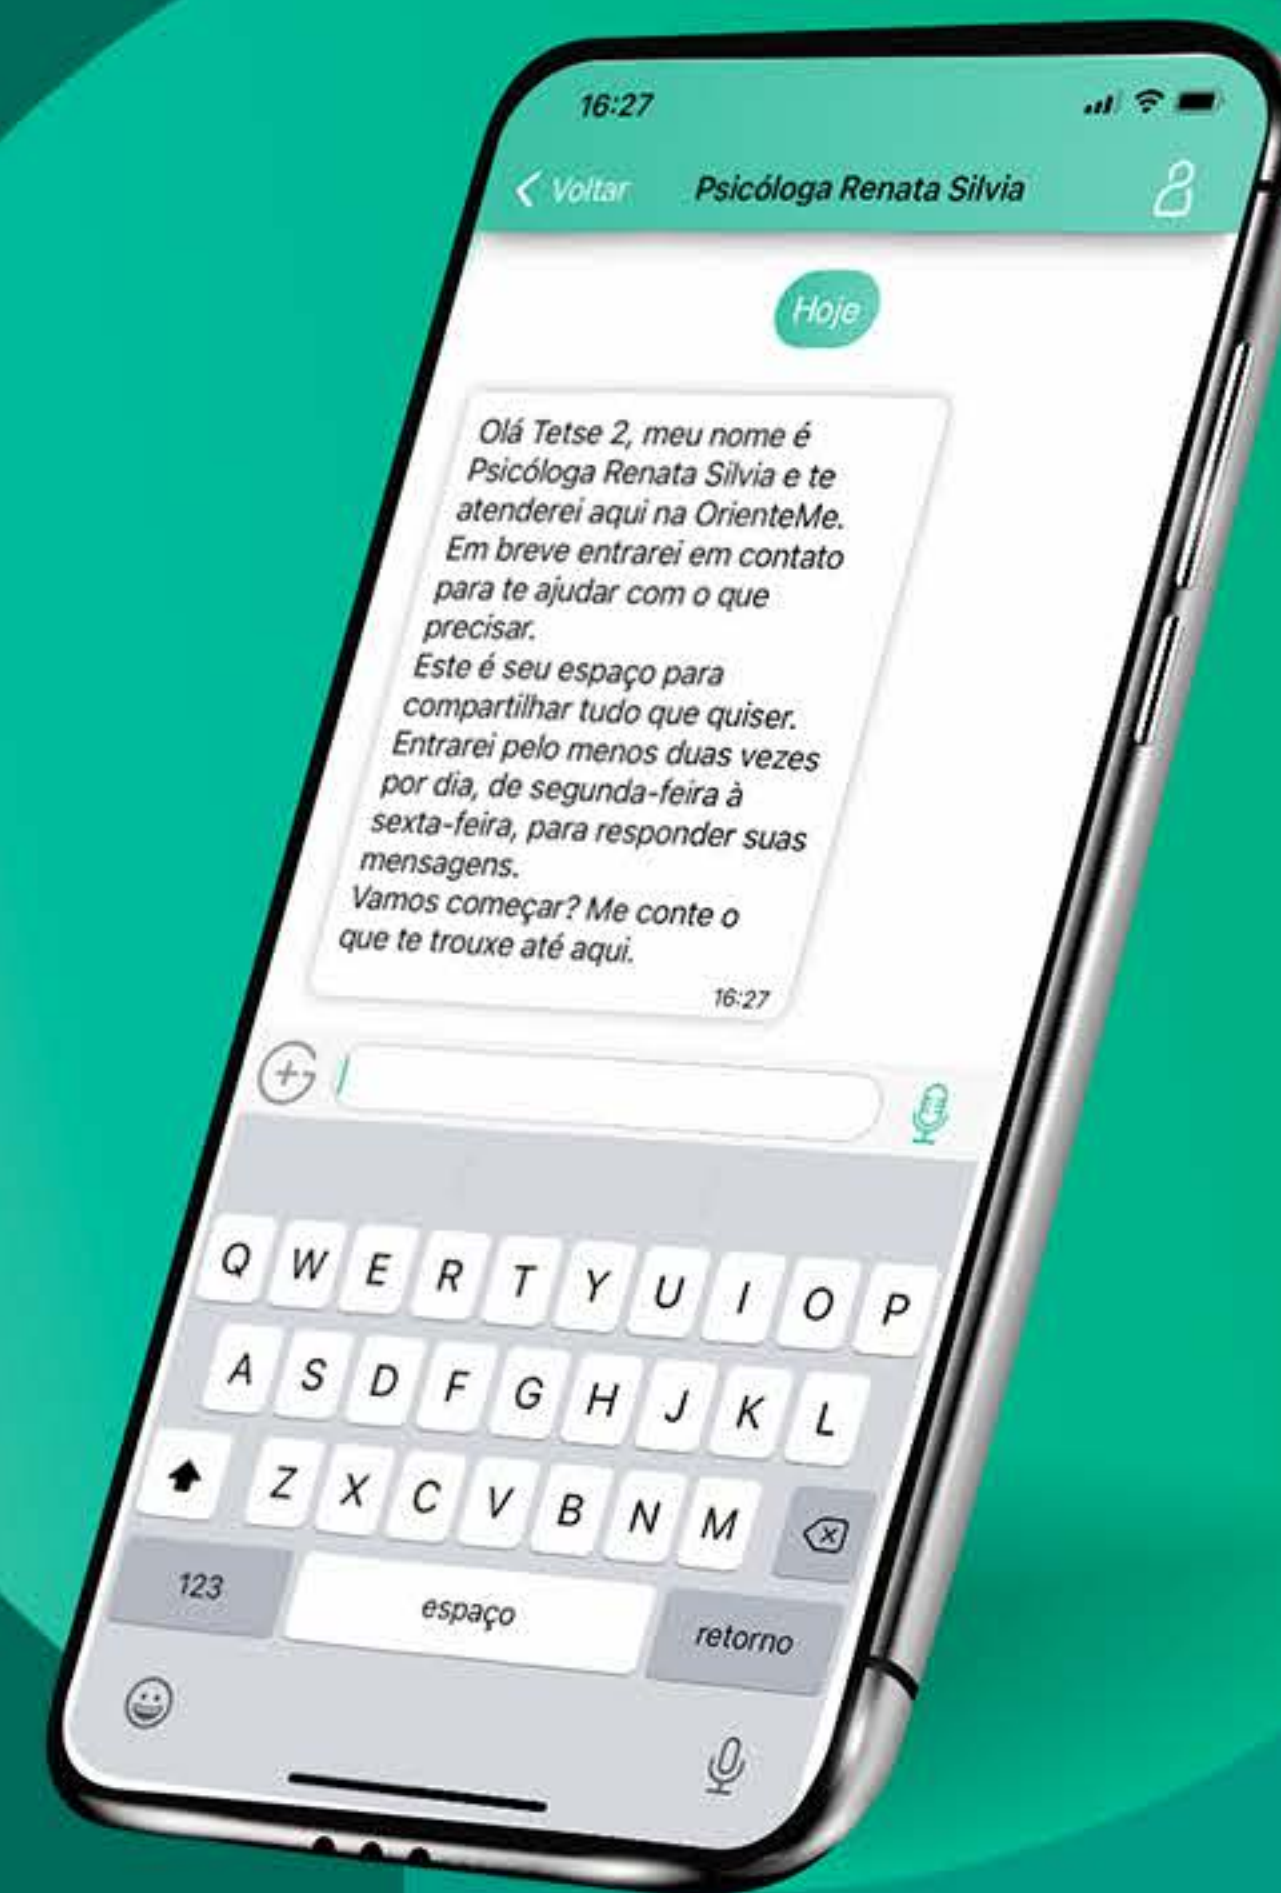 16:27
Voltar
Psicóloga Renata Silvia
Hoje
Olá Tetse 2, meu nome é
Psicóloga Renata Silvia e te
atenderei aqui na OrienteMe.
Em breve entrarei em contato
para te ajudar com o que
precisar.
Este é seu espaço para
compartilhar tudo que quiser.
Entrarei pelo menos duas vezes
por dia, de segunda-feira à
sexta-feira, para responder suas
mensagens.
Vamos começar? Me conte o
que te trouxe até aqui.
16:27
Q W E R T Y U I O P
A S D F G H J K L
Z X C V B N M
123 espaço retorno